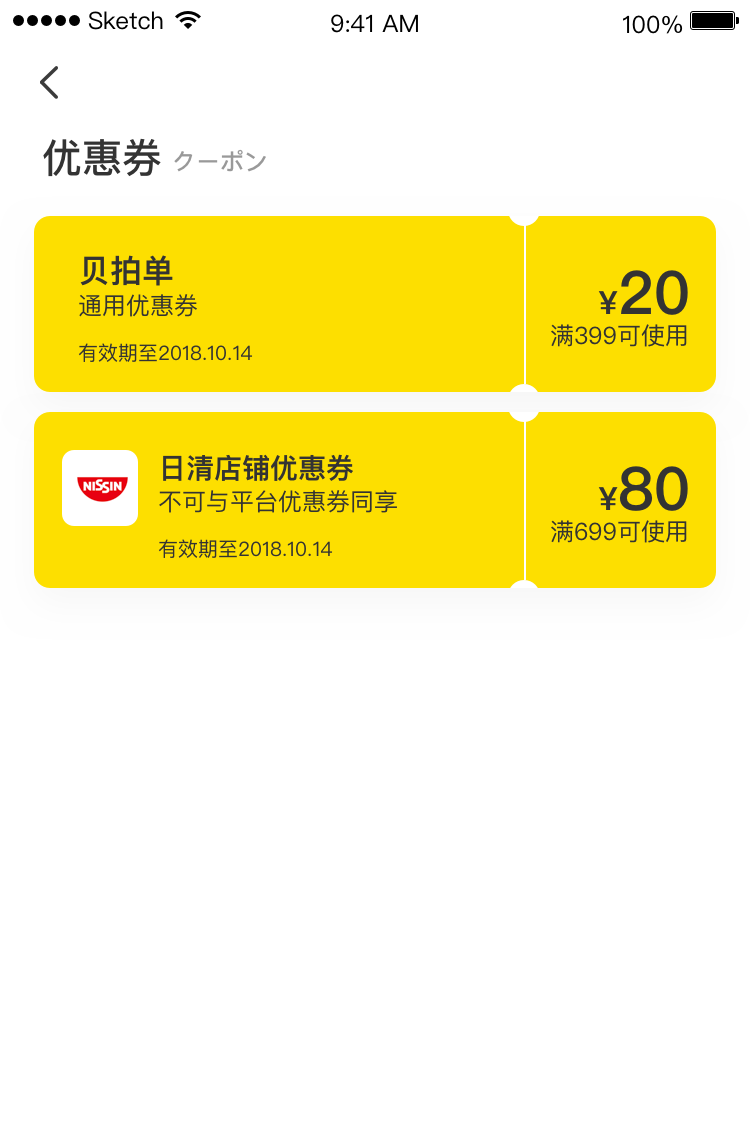 Sketch 9:41 AM 100%
优惠券 クーポン
贝拍单
通用优惠券
有效期至2018.10.14
¥20
满399可使用
NISSIN
日清店铺优惠券
不可与平台优惠券同享
有效期至2018.10.14
¥80
满699可使用